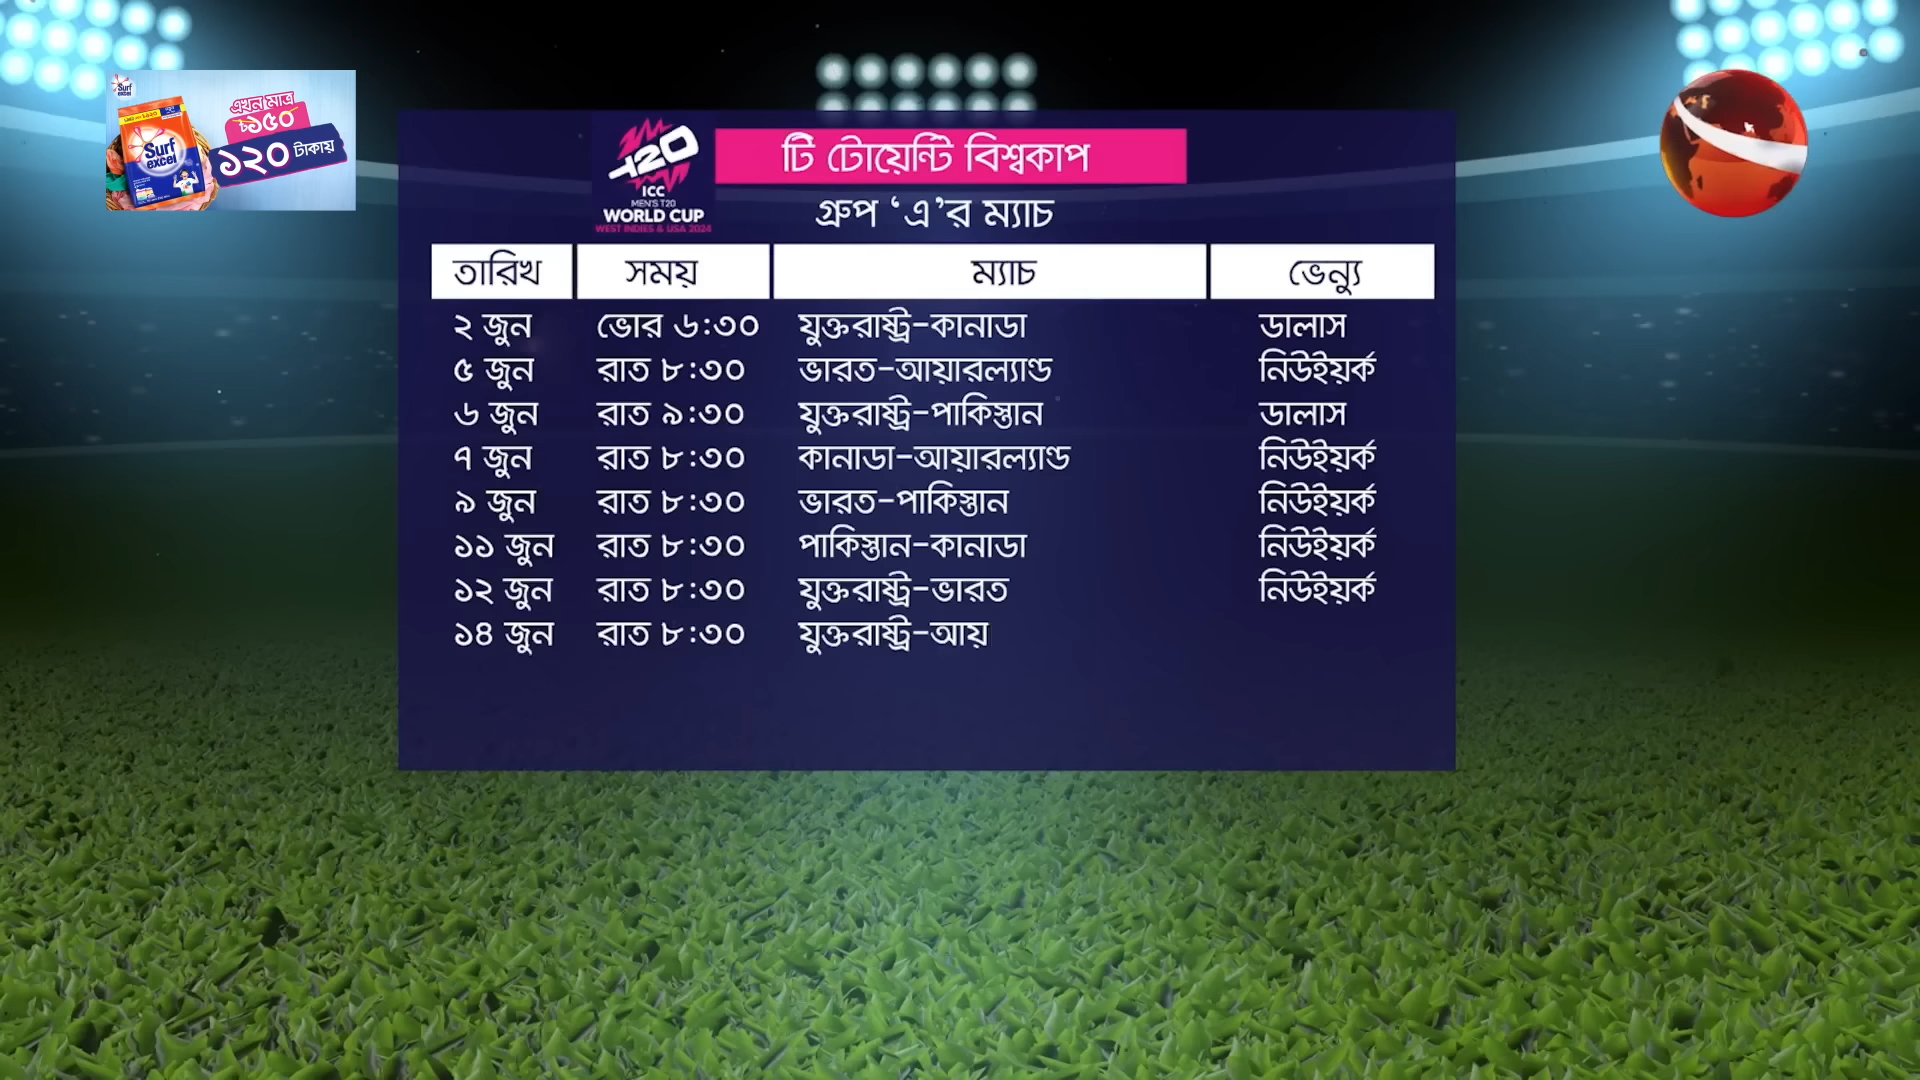 Surf excel
এখন মাত্র
৳১৫০
১২০ টাকায়
Surf excel
T20
ICC
MEN'S T20
WORLD CUP
WEST INDIES & USA 2024
টি টোয়েন্টি বিশ্বকাপ
গ্রুপ ‘এ’র ম্যাচ
তারিখ সময় ম্যাচ ভেন্যু
২ জুন ভোর ৬:৩০ যুক্তরাষ্ট্র-কানাডা ডালাস
৫ জুন রাত ৮:৩০ ভারত-আয়ারল্যাণ্ড নিউইয়র্ক
৬ জুন রাত ৯:৩০ যুক্তরাষ্ট্র-পাকিস্তান ডালাস
৭ জুন রাত ৮:৩০ কানাডা-আয়ারল্যাণ্ড নিউইয়র্ক
৯ জুন রাত ৮:৩০ ভারত-পাকিস্তান নিউইয়র্ক
১১ জুন রাত ৮:৩০ পাকিস্তান-কানাডা নিউইয়র্ক
১২ জুন রাত ৮:৩০ যুক্তরাষ্ট্র-ভারত নিউইয়র্ক
১৪ জুন রাত ৮:৩০ যুক্তরাষ্ট্র-আয়